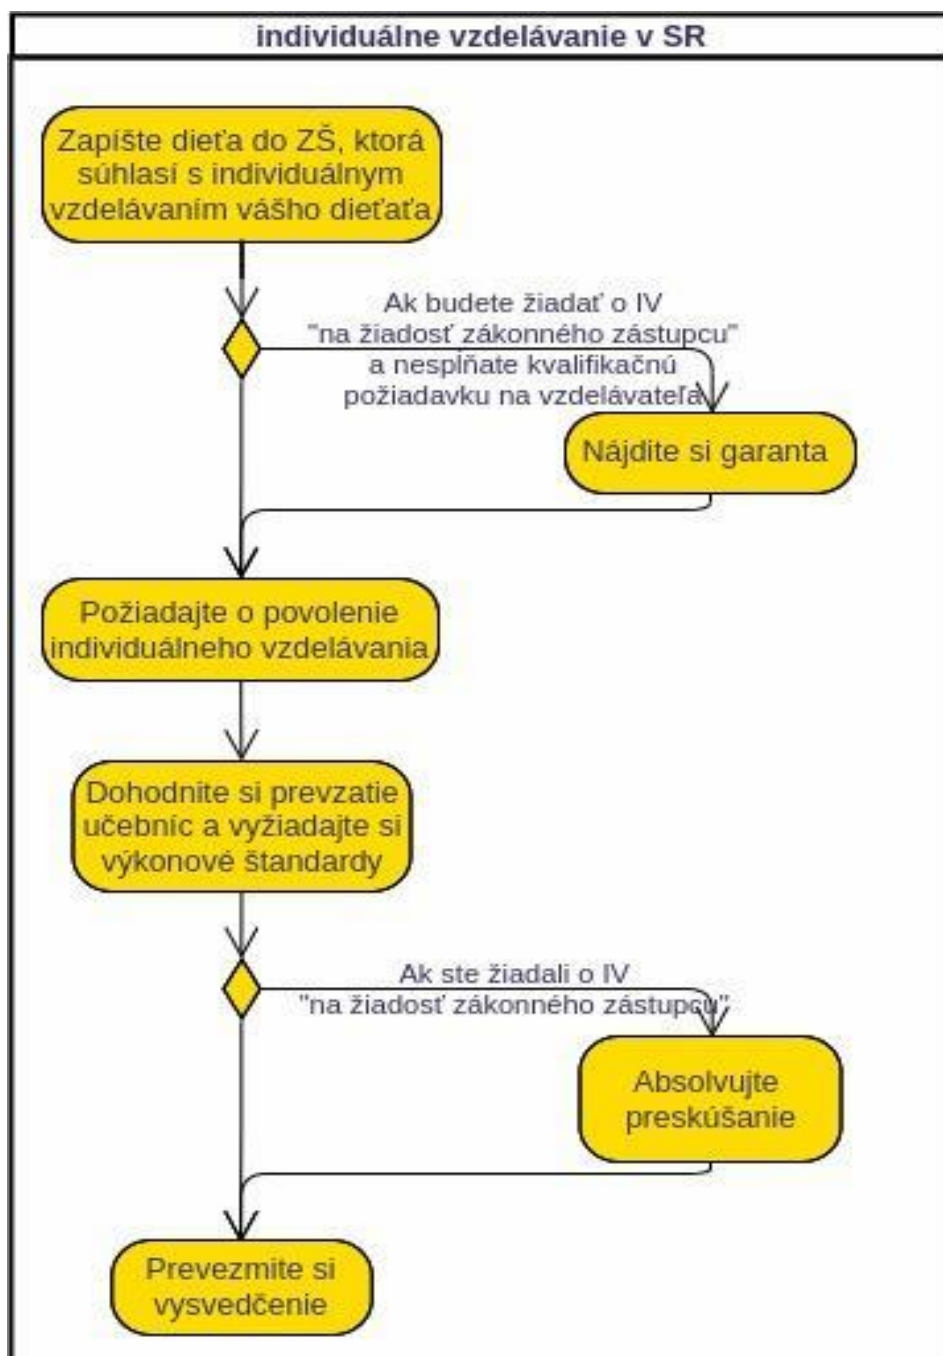 individuálne vzdelávanie v SR
Zapíšte dieťa do ZŠ, ktorá
súhlasí s individuálnym
vzdelávaním vášho dieťaťa
Ak budete žiadať o IV
"na žiadosť zákonného zástupcu"
a nespĺňate kvalifikačnú
požiadavku na vzdelávateľa
Nájdite si garanta
Požiadajte o povolenie
individuálneho vzdelávania
Dohodnite si prevzatie
učebníc a vyžiadajte si
výkonové štandardy
Ak ste žiadali o IV
"na žiadosť zákonného zástupcu"
Absolvujte
preskúšanie
Prevezmite si
vysvedčenie